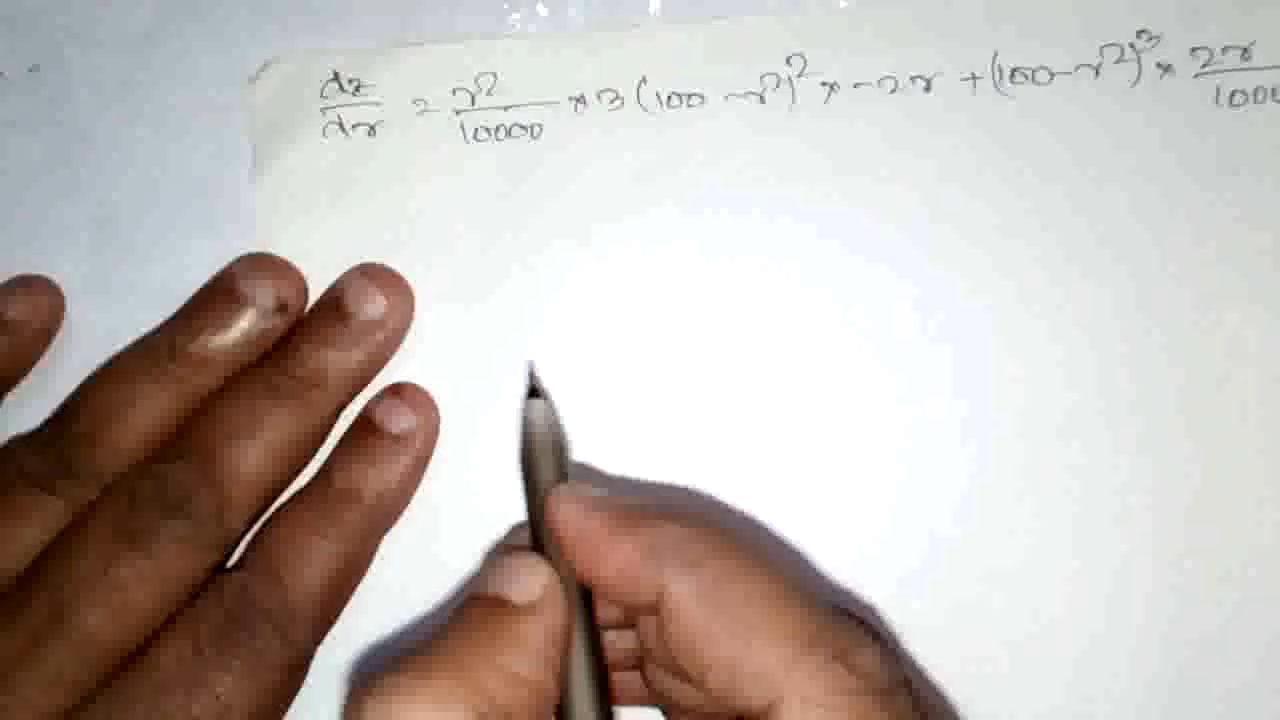 dz/dr = r²/10000 * 3 (100 - r²)² * -2r + (100 - r²)³ * 2r/1000